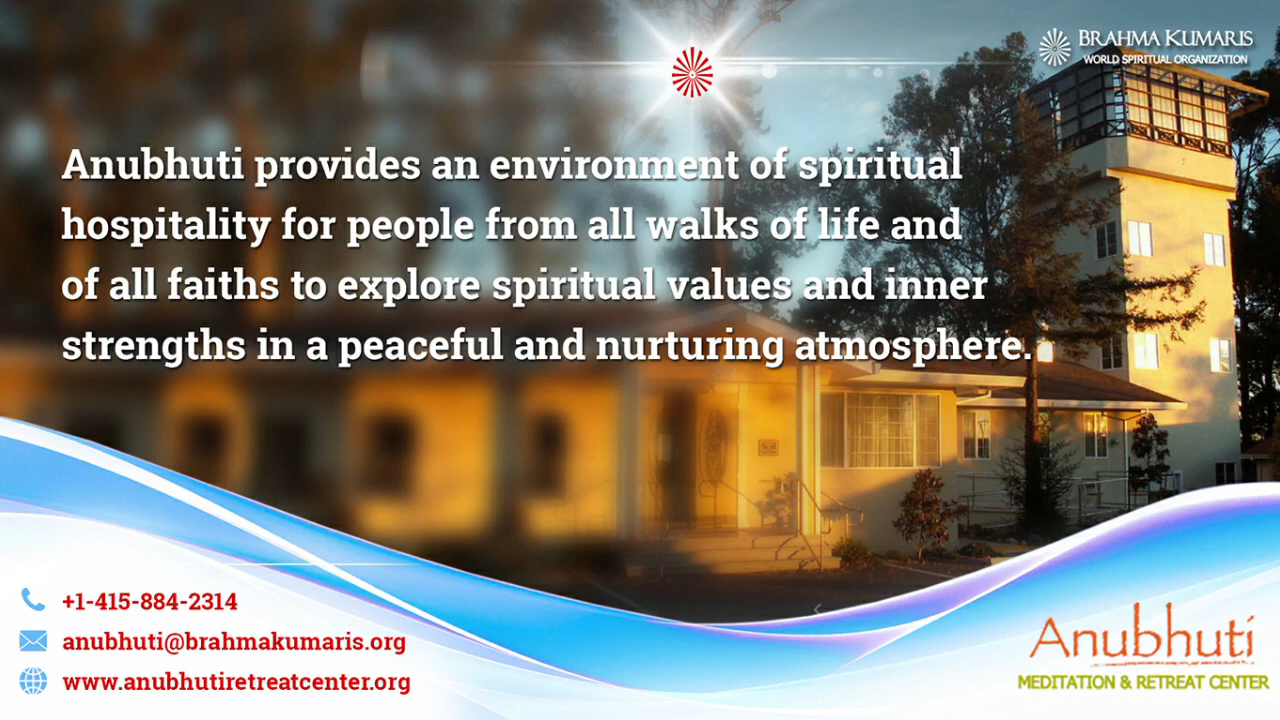 BRAHMA KUMARIS
WORLD SPIRITUAL ORGANIZATION
Anubhuti provides an environment of spiritual
hospitality for people from all walks of life and
of all faiths to explore spiritual values and inner
strengths in a peaceful and nurturing atmosphere.
+1-415-884-2314
anubhuti@brahmakumaris.org
www.anubhutiretreatcenter.org
Anubhuti
MEDITATION & RETREAT CENTER